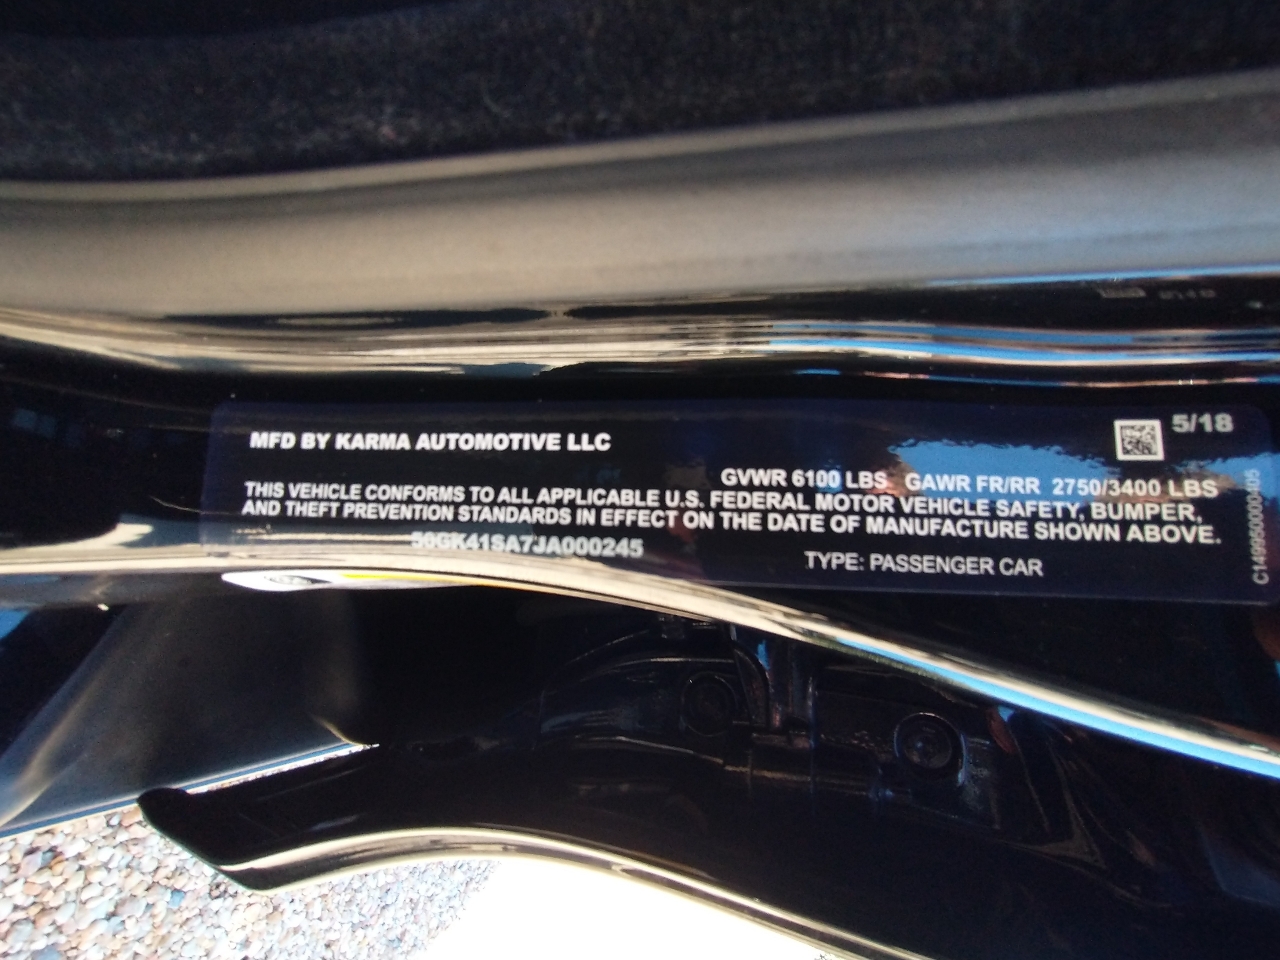 MFD BY KARMA AUTOMOTIVE LLC
5/18
GVWR 6100 LBS GAWR FR/RR 2750/3400 LBS
THIS VEHICLE CONFORMS TO ALL APPLICABLE U.S. FEDERAL MOTOR VEHICLE SAFETY, BUMPER,
AND THEFT PREVENTION STANDARDS IN EFFECT ON THE DATE OF MANUFACTURE SHOWN ABOVE.
50GK41SA7JA000245
TYPE: PASSENGER CAR